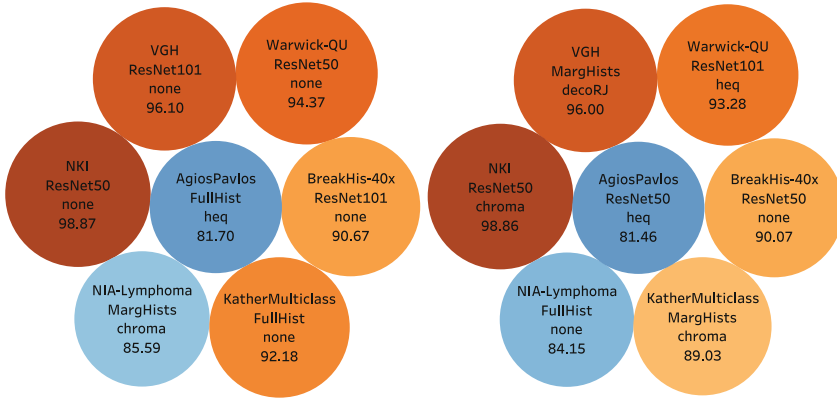 VGH
ResNet101
none
96.10
Warwick-QU
ResNet50
none
94.37
NKI
ResNet50
none
98.87
AgiosPavlos
FullHist
heq
81.70
BreakHis-40x
ResNet101
none
90.67
NIA-Lymphoma
MargHists
chroma
85.59
KatherMulticlass
FullHist
none
92.18
VGH
MargHists
decoRJ
96.00
Warwick-QU
ResNet101
heq
93.28
NKI
ResNet50
chroma
98.86
AgiosPavlos
ResNet50
heq
81.46
BreakHis-40x
ResNet50
none
90.07
NIA-Lymphoma
FullHist
none
84.15
KatherMulticlass
MargHists
chroma
89.03